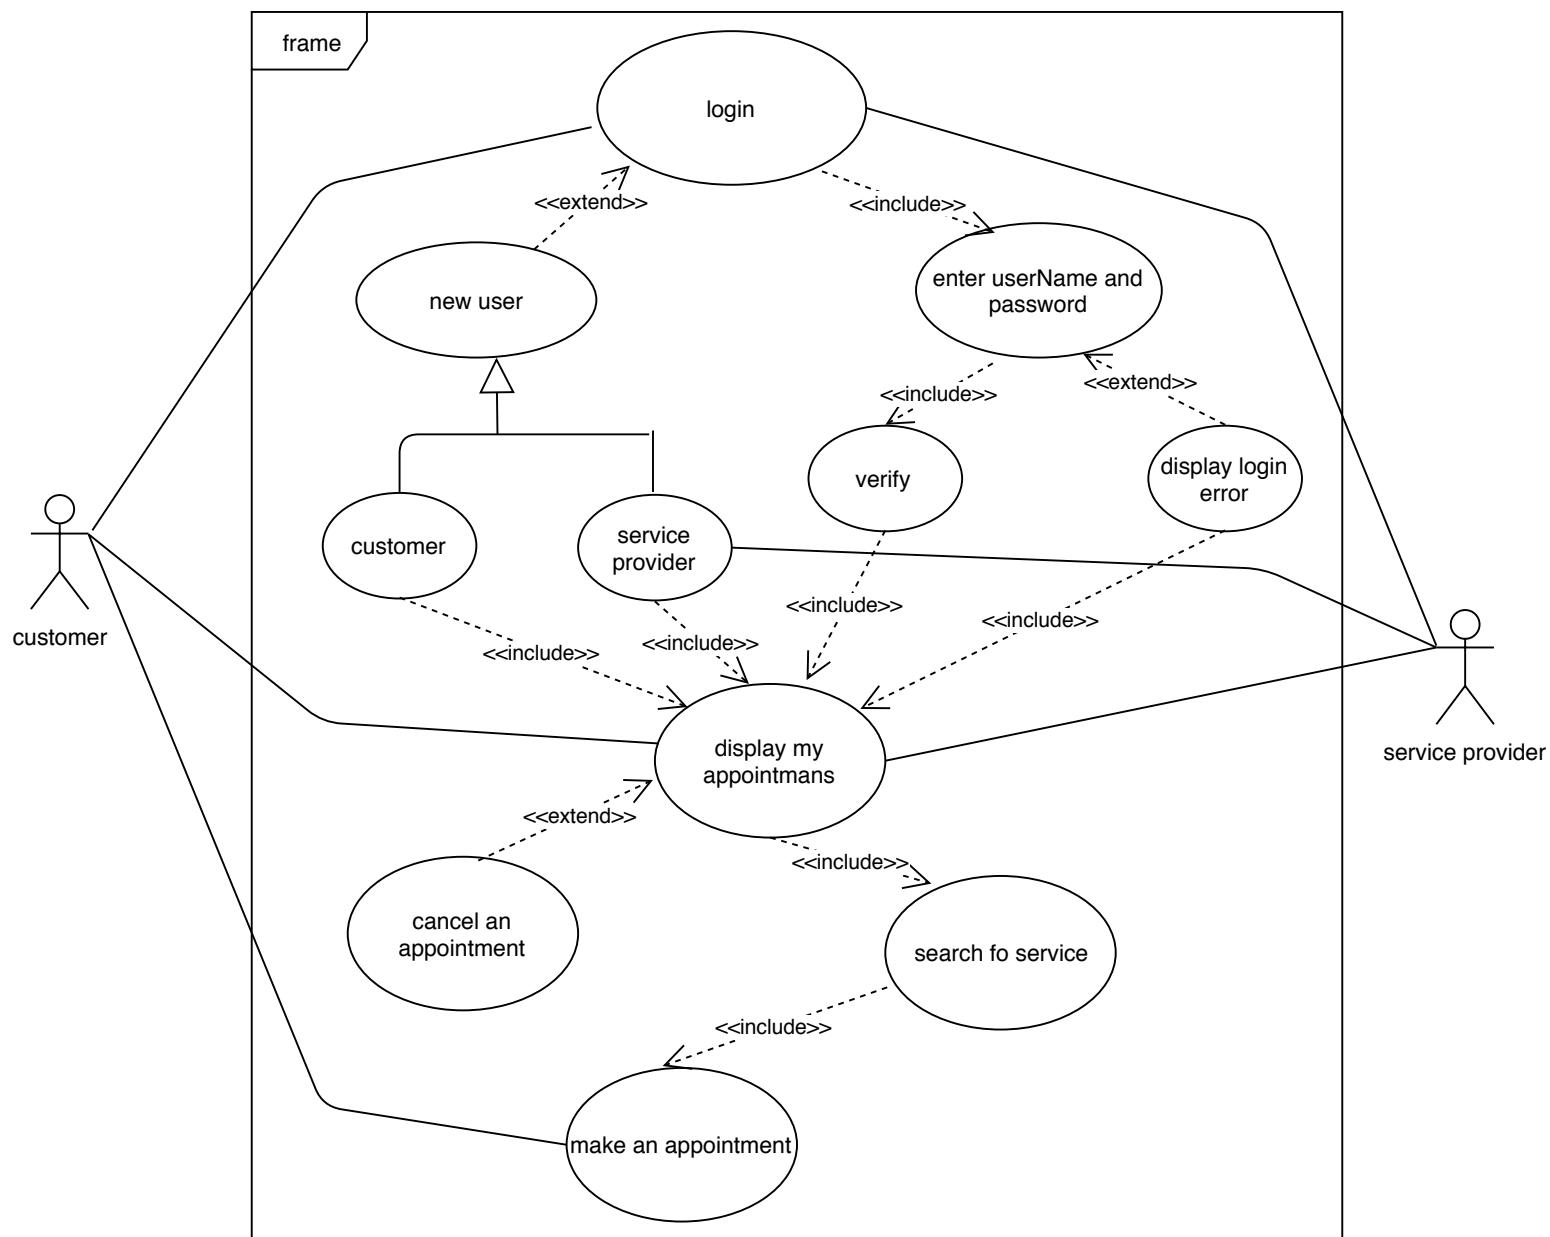 frame
login
<<extend>>
<<include>>
new user
enter userName and
password
<<include>>
<<extend>>
verify
display login
error
customer
service
provider
<<include>>
<<include>>
<<include>>
<<include>>
customer
service provider
display my
appointmans
<<extend>>
<<include>>
cancel an
appointment
search fo service
<<include>>
make an appointment